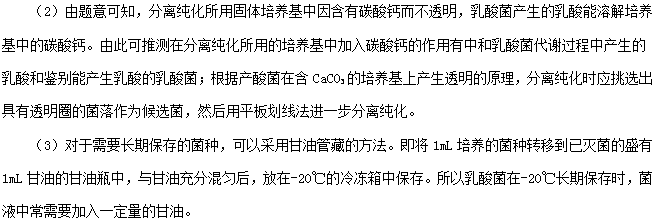 （2）由题意可知，分离纯化所用固体培养基中因含有碳酸钙而不透明，乳酸菌产生的乳酸能溶解培养
基中的碳酸钙。由此可推测在分离纯化所用的培养基中加入碳酸钙的作用有中和乳酸菌代谢过程中产生的
乳酸和鉴别能产生乳酸的乳酸菌；根据产酸菌在含 CaCO₃的培养基上产生透明的原理，分离纯化时应挑选出
具有透明圈的菌落作为候选菌，然后用平板划线法进一步分离纯化。
（3）对于需要长期保存的菌种，可以采用甘油管藏的方法。即将 1mL 培养的菌种转移到已灭菌的盛有
1mL 甘油的甘油瓶中，与甘油充分混匀后，放在-20℃的冷冻箱中保存。所以乳酸菌在-20℃长期保存时，菌
液中常需要加入一定量的甘油。